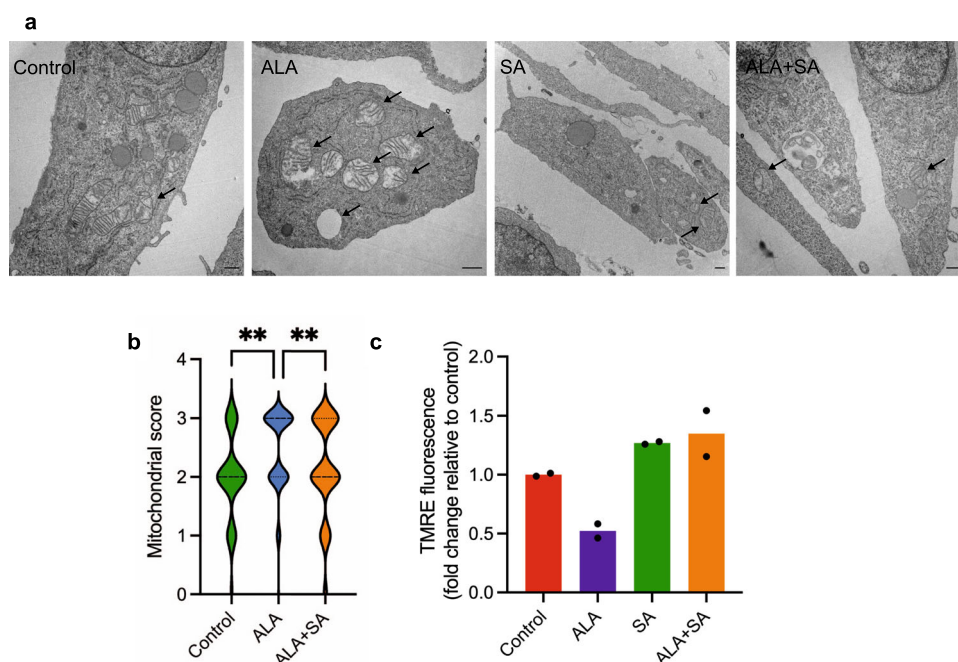 a
Control
ALA
SA
ALA+SA
b
** **
4
3
2
1
0
Mitochondrial score
Control
ALA
ALA+SA
c
2.0
1.5
1.0
0.5
0.0
TMRE fluorescence
(fold change relative to control)
Control
ALA
SA
ALA+SA